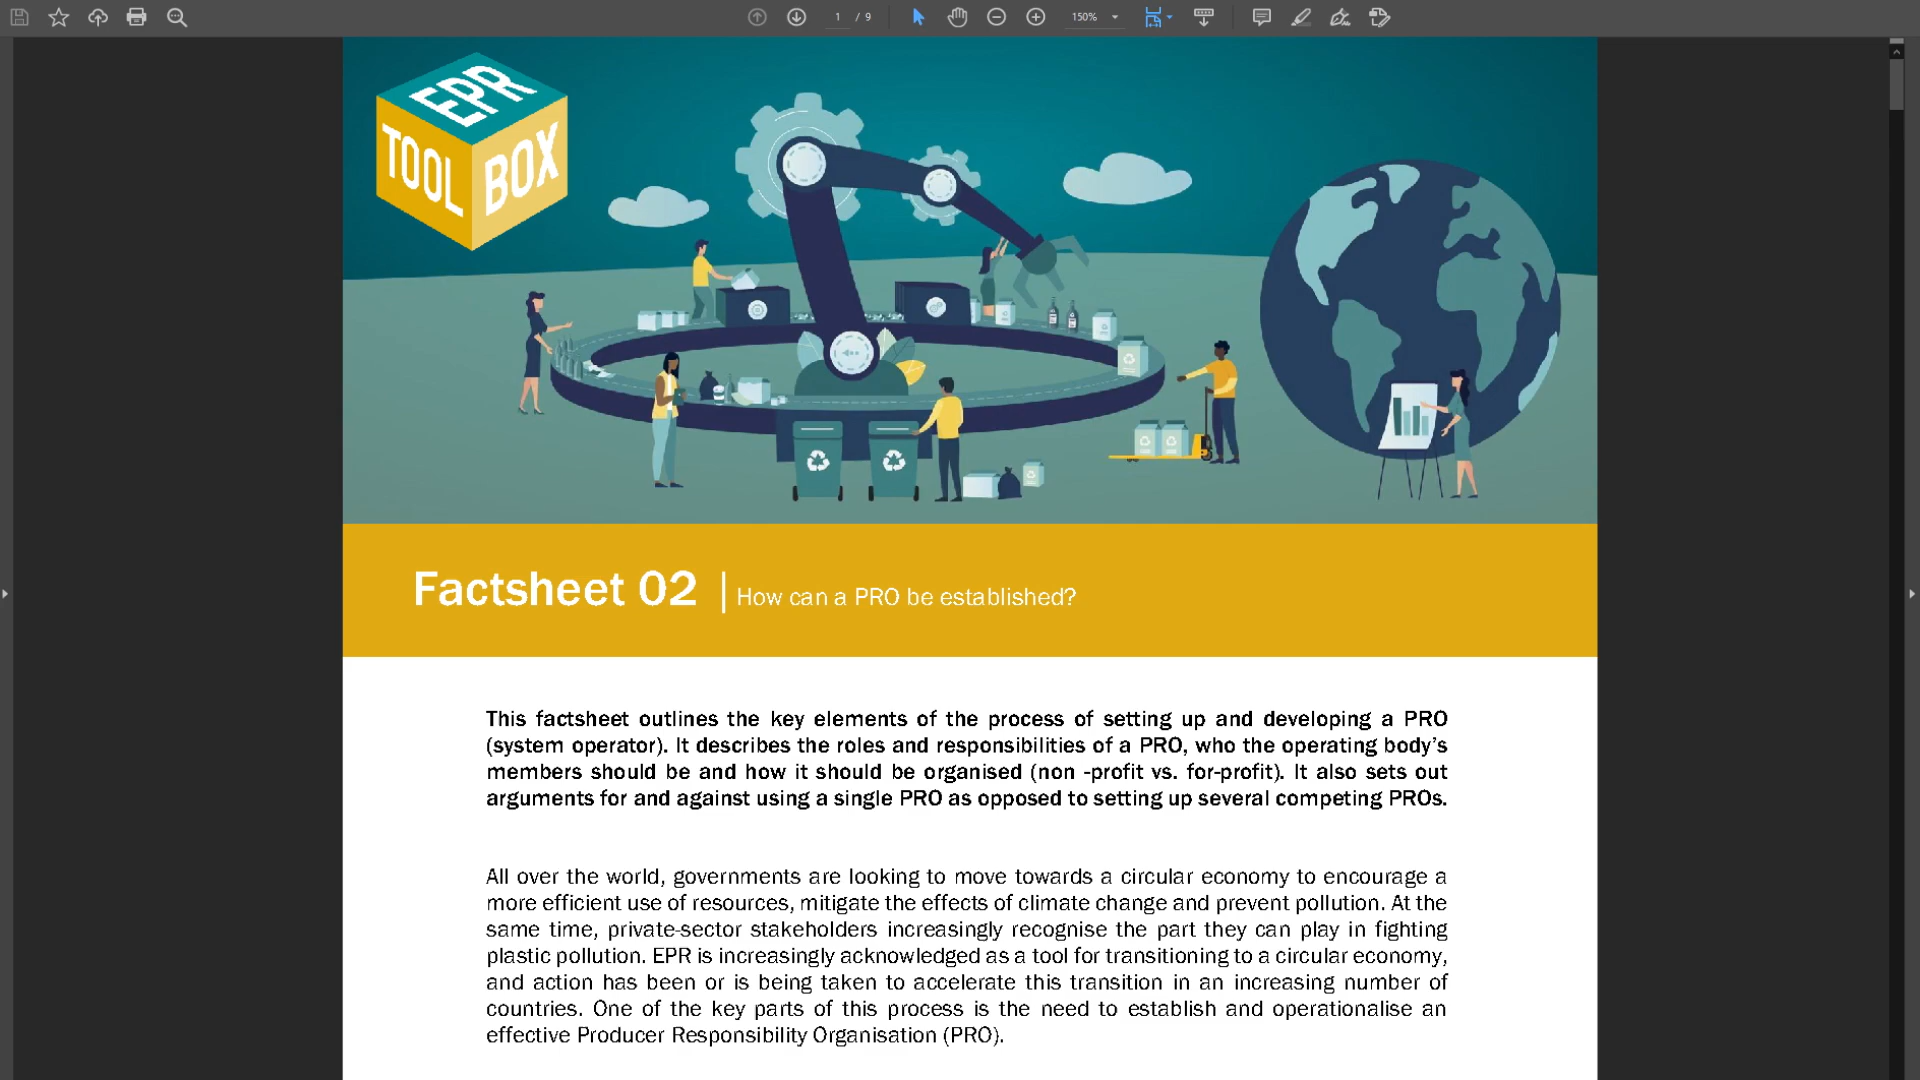 1 / 9
150%
EPR
TOOL BOX
Factsheet 02 | How can a PRO be established?
This factsheet outlines the key elements of the process of setting up and developing a PRO
(system operator). It describes the roles and responsibilities of a PRO, who the operating body’s
members should be and how it should be organised (non -profit vs. for-profit). It also sets out
arguments for and against using a single PRO as opposed to setting up several competing PROs.
All over the world, governments are looking to move towards a circular economy to encourage a
more efficient use of resources, mitigate the effects of climate change and prevent pollution. At the
same time, private-sector stakeholders increasingly recognise the part they can play in fighting
plastic pollution. EPR is increasingly acknowledged as a tool for transitioning to a circular economy,
and action has been or is being taken to accelerate this transition in an increasing number of
countries. One of the key parts of this process is the need to establish and operationalise an
effective Producer Responsibility Organisation (PRO).